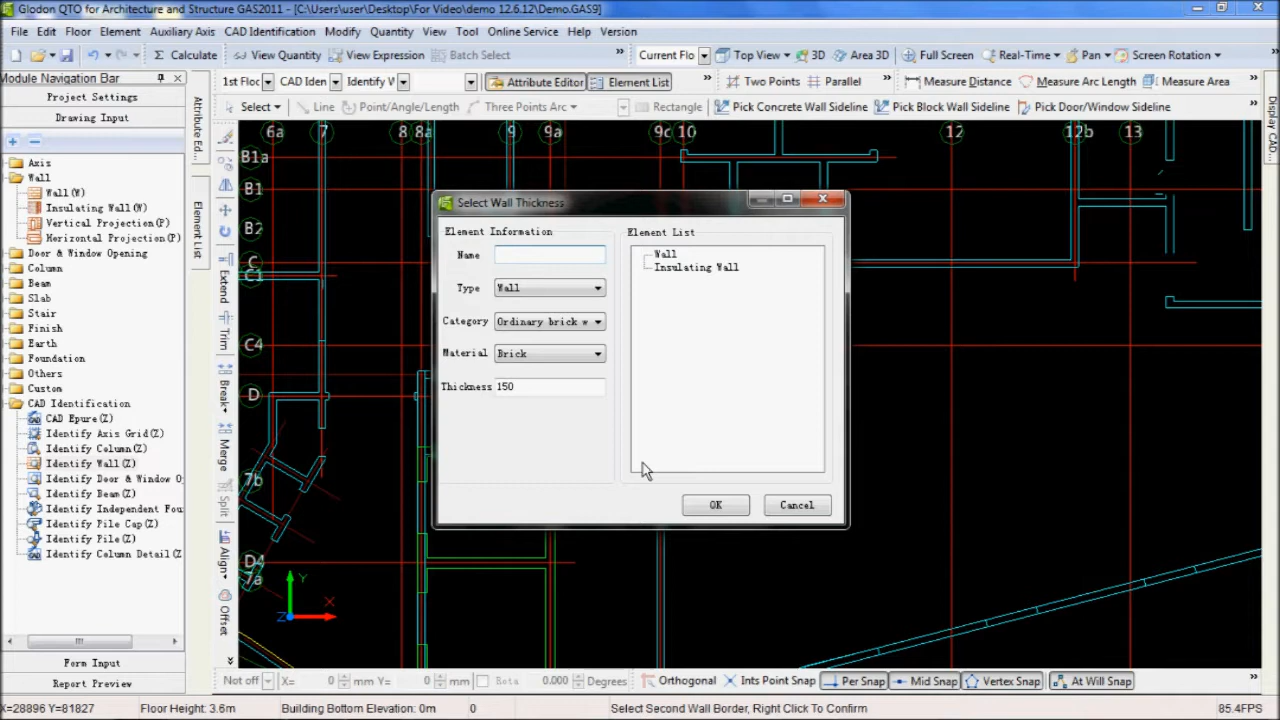 Glodon QTO for Architecture and Structure GAS2011 - [C:\Users\user\Desktop\For Video\demo 12.6.12\Demo.GAS9]
File Edit Floor Element Auxiliary Axis CAD Identification Modify Quantity View Tool Online Service Help Version
Σ Calculate View Quantity View Expression Batch Select » Current Flo Top View 3D Area 3D Full Screen Real-Time Pan Screen Rotation
Module Navigation Bar
1st Floc CAD Iden Identify W Attribute Editor Element List » Two Points Parallel » Measure Distance Measure Arc Length Measure Area »
Project Settings
Select Line Point/Angle/Length Three Points Arc Rectangle Pick Concrete Wall Sideline Pick Block Wall Sideline Pick Door/Window Sideline »
Drawing Input
Attribute Ed...
Element List
Display CAD...
Axis
Wall
Wall(W)
Insulating Wall(W)
Vertical Projection(P)
Horizontal Projection(P)
Door & Window Opening
Column
Beam
Slab
Stair
Finish
Earth
Foundation
Others
Custom
CAD Identification
CAD Epure(Z)
Identify Axis Grid(Z)
Identify Column(Z)
Identify Wall(Z)
Identify Door & Window O
Identify Beam(Z)
Identify Independent Fou
Identify Pile Cap(Z)
Identify Pile(Z)
Identify Column Detail(Z
Form Input
Report Preview
Extend
Trim
Break
Merge
Split
Align
Offset
»
6a 7 8 8a 9 9a 9c 10 12 12b 13
B1a
B1
B2
C
C1
C4
D
7b
D4
7a
Y
Z X
Select Wall Thickness
Element Information
Name
Type Wall
Category Ordinary brick w
Material Brick
Thickness 150
Element List
Wall
Insulating Wall
OK Cancel
Not off X= 0 mm Y= 0 mm Rota 0.000 Degrees Orthogonal Ints Point Snap Per Snap Mid Snap Vertex Snap At Will Snap »
X=28896 Y=81827 Floor Height: 3.6m Building Bottom Elevation: 0m 0 Select Second Wall Border, Right Click To Confirm 85.4FPS